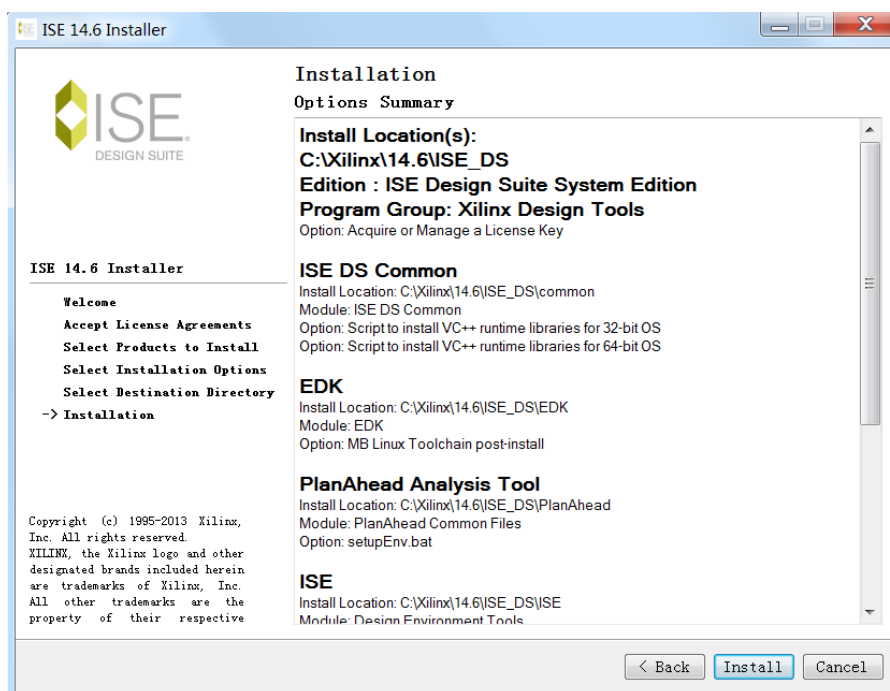 ISE 14.6 Installer
ISE
DESIGN SUITE
ISE 14.6 Installer
Welcome
Accept License Agreements
Select Products to Install
Select Installation Options
Select Destination Directory
-> Installation
Copyright (c) 1995-2013 Xilinx,
Inc. All rights reserved.
XILINX, the Xilinx logo and other
designated brands included herein
are trademarks of Xilinx, Inc.
All other trademarks are the
property of their respective
Installation
Options Summary
Install Location(s):
C:\Xilinx\14.6\ISE_DS
Edition : ISE Design Suite System Edition
Program Group: Xilinx Design Tools
Option: Acquire or Manage a License Key
ISE DS Common
Install Location: C:\Xilinx\14.6\ISE_DS\common
Module: ISE DS Common
Option: Script to install VC++ runtime libraries for 32-bit OS
Option: Script to install VC++ runtime libraries for 64-bit OS
EDK
Install Location: C:\Xilinx\14.6\ISE_DS\EDK
Module: EDK
Option: MB Linux Toolchain post-install
PlanAhead Analysis Tool
Install Location: C:\Xilinx\14.6\ISE_DS\PlanAhead
Module: PlanAhead Common Files
Option: setupEnv.bat
ISE
Install Location: C:\Xilinx\14.6\ISE_DS\ISE
Module: Design Environment Tools
< Back
Install
Cancel